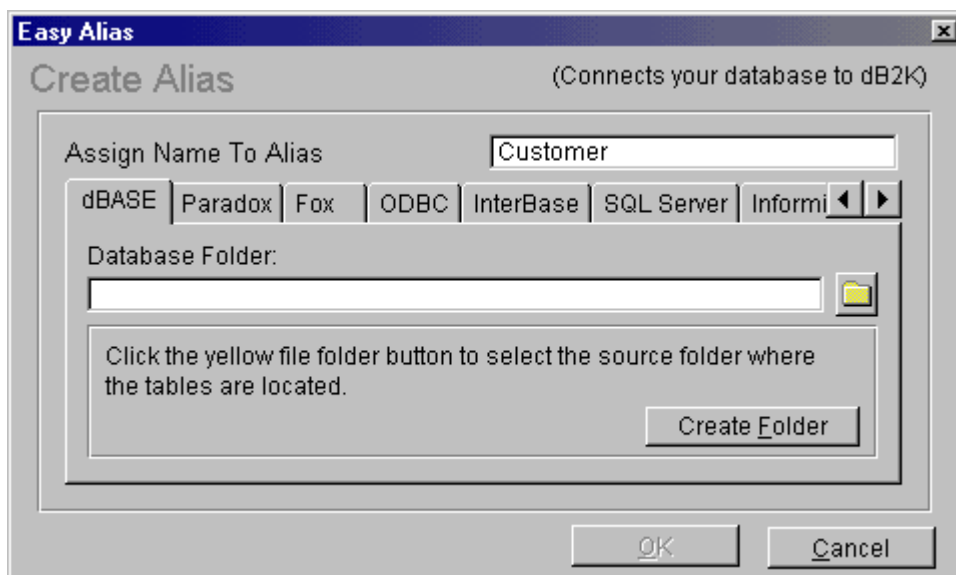 Easy Alias
Create Alias (Connects your database to dB2K)
Assign Name To Alias Customer
dBASE Paradox Fox ODBC InterBase SQL Server Informi
Database Folder:
Click the yellow file folder button to select the source folder where
the tables are located.
Create Folder
OK Cancel